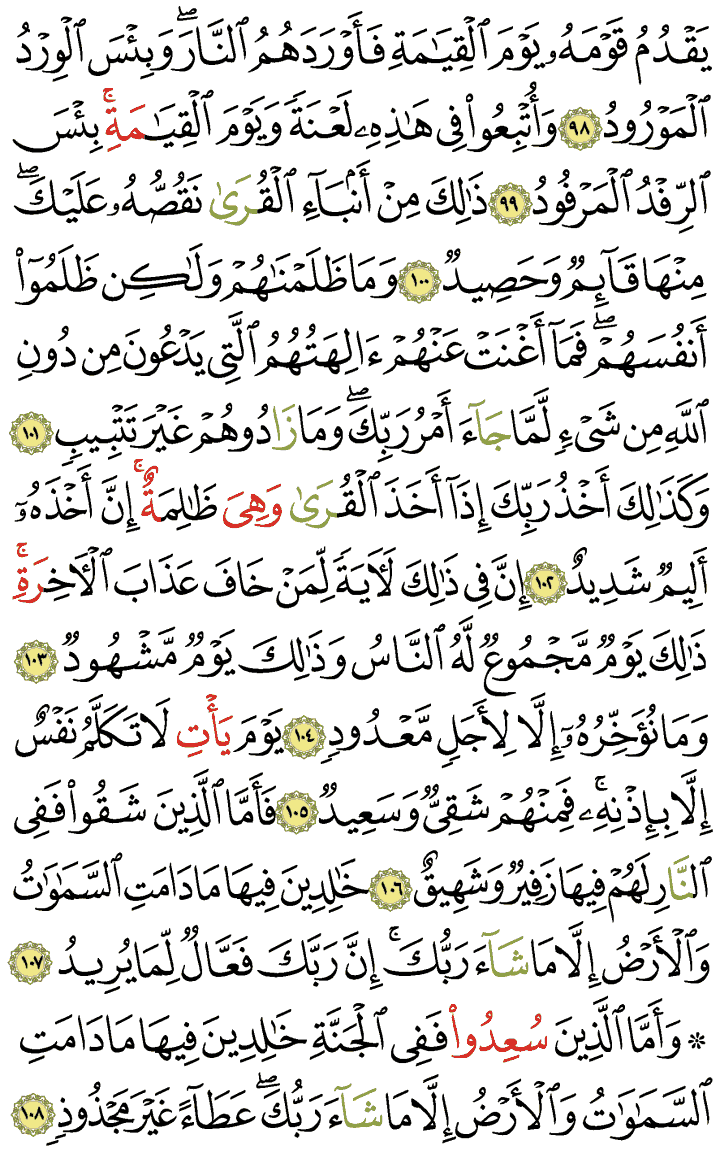 يَقْدُمُ قَوْمَهُۥ يَوْمَ ٱلْقِيَٰمَةِ فَأَوْرَدَهُمُ ٱلنَّارَۖ وَبِئْسَ ٱلْوِرْدُ
ٱلْمَوْرُودُ ٩٨ وَأُتْبِعُوا۟ فِى هَٰذِهِۦ لَعْنَةً وَيَوْمَ ٱلْقِيَٰمَةِۚ بِئْسَ
ٱلرِّفْدُ ٱلْمَرْفُودُ ٩٩ ذَٰلِكَ مِنْ أَنۢبَآءِ ٱلْقُرَىٰ نَقُصُّهُۥ عَلَيْكَۖ
مِنْهَا قَآئِمٌ وَحَصِيدٌ ١٠٠ وَمَا ظَلَمْنَٰهُمْ وَلَٰكِن ظَلَمُوٓا۟
أَنفُسَهُمْۖ فَمَآ أَغْنَتْ عَنْهُمْ ءَالِهَتُهُمُ ٱلَّتِى يَدْعُونَ مِن دُونِ
ٱللَّهِ مِن شَىْءٍ لَّمَّا جَآءَ أَمْرُ رَبِّكَۖ وَمَا زَادُوهُمْ غَيْرَ تَتْبِيبٍ ١٠١
وَكَذَٰلِكَ أَخْذُ رَبِّكَ إِذَآ أَخَذَ ٱلْقُرَىٰ وَهِىَ ظَٰلِمَةٌۚ إِنَّ أَخْذَهُۥٓ
أَلِيمٌ شَدِيدٌ ١٠٢ إِنَّ فِى ذَٰلِكَ لَءَايَةً لِّمَنْ خَافَ عَذَابَ ٱلْءَاخِرَةِۚ
ذَٰلِكَ يَوْمٌ مَّجْمُوعٌ لَّهُ ٱلنَّاسُ وَذَٰلِكَ يَوْمٌ مَّشْهُودٌ ١٠٣
وَمَا نُؤَخِّرُهُۥٓ إِلَّا لِأَجَلٍ مَّعْدُودٍ ١٠٤ يَوْمَ يَأْتِ لَا تَكَلَّمُ نَفْسٌ
إِلَّا بِإِذْنِهِۦۚ فَمِنْهُمْ شَقِىٌّ وَسَعِيدٌ ١٠٥ فَأَمَّا ٱلَّذِينَ شَقُوا۟ فَفِى
ٱلنَّارِ لَهُمْ فِيهَا زَفِيرٌ وَشَهِيقٌ ١٠٦ خَٰلِدِينَ فِيهَا مَا دَامَتِ ٱلسَّمَٰوَٰتُ
وَٱلْأَرْضُ إِلَّا مَا شَآءَ رَبُّكَۚ إِنَّ رَبَّكَ فَعَّالٌ لِّمَا يُرِيدُ ١٠٧
* وَأَمَّا ٱلَّذِينَ سُعِدُوا۟ فَفِى ٱلْجَنَّةِ خَٰلِدِينَ فِيهَا مَا دَامَتِ
ٱلسَّمَٰوَٰتُ وَٱلْأَرْضُ إِلَّا مَا شَآءَ رَبُّكَۖ عَطَآءً غَيْرَ مَجْذُوذٍ ١٠٨